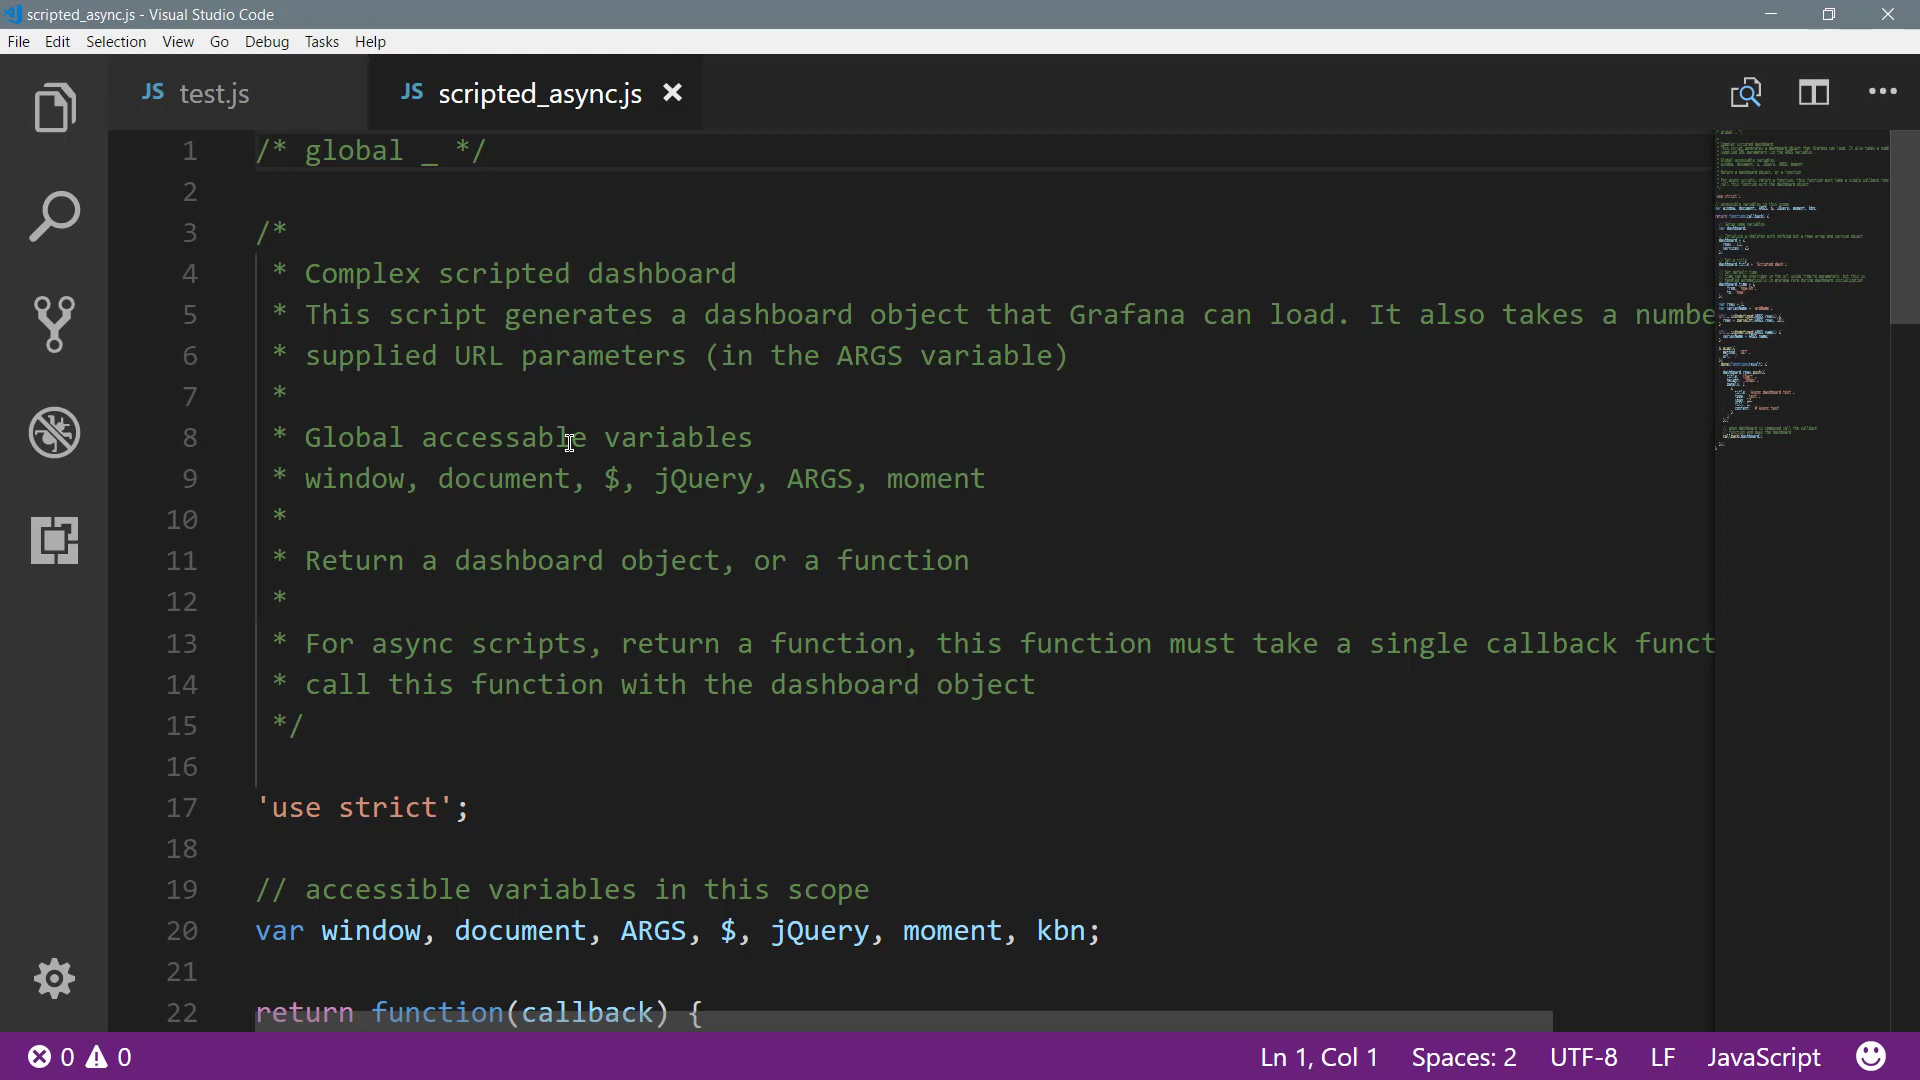 scripted_async.js - Visual Studio Code
File Edit Selection View Go Debug Tasks Help
JS test.js JS scripted_async.js
1 /* global _ */
2
3 /*
4 * Complex scripted dashboard
5 * This script generates a dashboard object that Grafana can load. It also takes a numbe
6 * supplied URL parameters (in the ARGS variable)
7 *
8 * Global accessable variables
9 * window, document, $, jQuery, ARGS, moment
10 *
11 * Return a dashboard object, or a function
12 *
13 * For async scripts, return a function, this function must take a single callback funct
14 * call this function with the dashboard object
15 */
16
17 'use strict';
18
19 // accessible variables in this scope
20 var window, document, ARGS, $, jQuery, moment, kbn;
21
22 return function(callback) {
0 0 Ln 1, Col 1 Spaces: 2 UTF-8 LF JavaScript